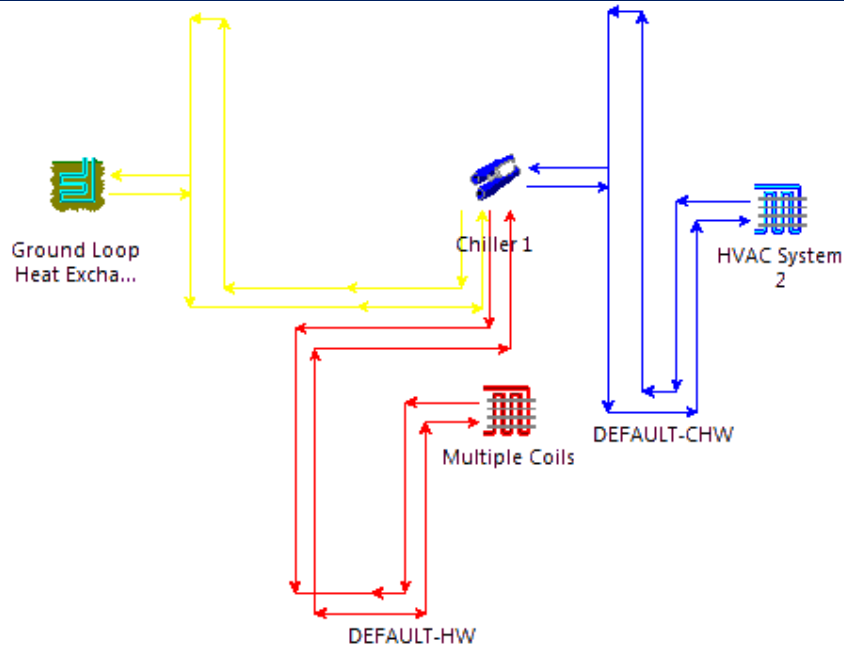 Ground Loop
Heat Excha...
Chiller 1
HVAC System
2
DEFAULT-CHW
Multiple Coils
DEFAULT-HW